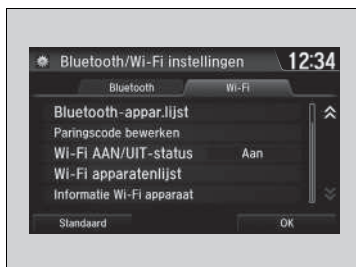 Bluetooth/Wi-Fi instellingen
12:34
Bluetooth
Wi-Fi
Bluetooth-appar.lijst
Paringscode bewerken
Wi-Fi AAN/UIT-status Aan
Wi-Fi apparatenlijst
Informatie Wi-Fi apparaat
Standaard
OK